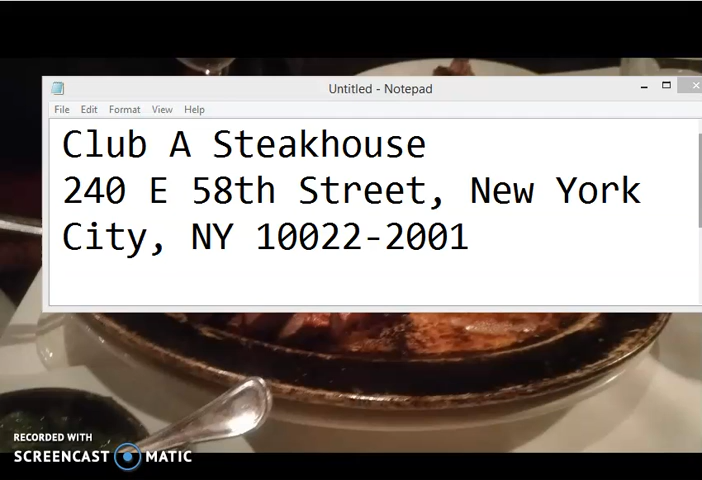 Untitled - Notepad
File Edit Format View Help
Club A Steakhouse
240 E 58th Street, New York
City, NY 10022-2001
RECORDED WITH
SCREENCAST MATIC